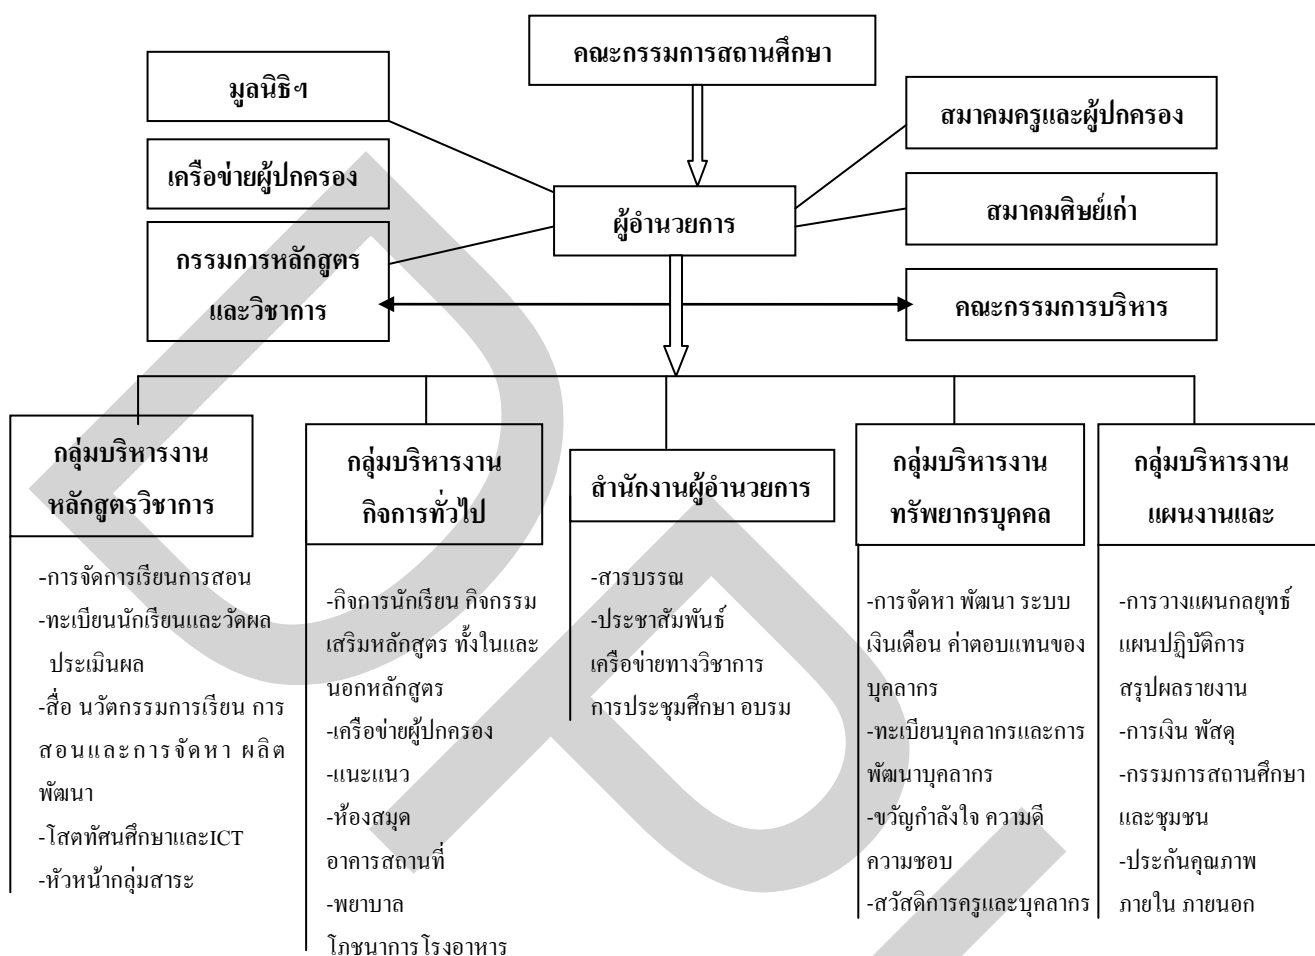 คณะกรรมการสถานศึกษา
มูลนิธิฯ
สมาคมครูและผู้ปกครอง
เครือข่ายผู้ปกครอง
ผู้อำนวยการ
สมาคมศิษย์เก่า
กรรมการหลักสูตร
และวิชาการ
คณะกรรมการบริหาร
กลุ่มบริหารงาน
หลักสูตรวิชาการ
-การจัดการเรียนการสอน
-ทะเบียนนักเรียนและวัดผล
ประเมินผล
-สื่อ นวัตกรรมการเรียน การ
สอนและการจัดหา ผลิต
พัฒนา
-โสตทัศนศึกษาและICT
-หัวหน้ากลุ่มสาระ
กลุ่มบริหารงาน
กิจการทั่วไป
-กิจการนักเรียน กิจกรรม
เสริมหลักสูตร ทั้งในและ
นอกหลักสูตร
-เครือข่ายผู้ปกครอง
-แนะแนว
-ห้องสมุด
อาคารสถานที่
-พยาบาล
โภชนาการโรงอาหาร
สำนักงานผู้อำนวยการ
-สารบรรณ
-ประชาสัมพันธ์
เครือข่ายทางวิชาการ
การประชุมศึกษา อบรม
กลุ่มบริหารงาน
ทรัพยากรบุคคล
-การจัดหา พัฒนา ระบบ
เงินเดือน ค่าตอบแทนของ
บุคลากร
-ทะเบียนบุคลากรและการ
พัฒนาบุคลากร
-ขวัญกำลังใจ ความดี
ความชอบ
-สวัสดิการครูและบุคลากร
กลุ่มบริหารงาน
แผนงานและ
-การวางแผนกลยุทธ์
แผนปฏิบัติการ
สรุปผลรายงาน
-การเงิน พัสดุ
-กรรมการสถานศึกษา
และชุมชน
-ประกันคุณภาพ
ภายใน ภายนอก